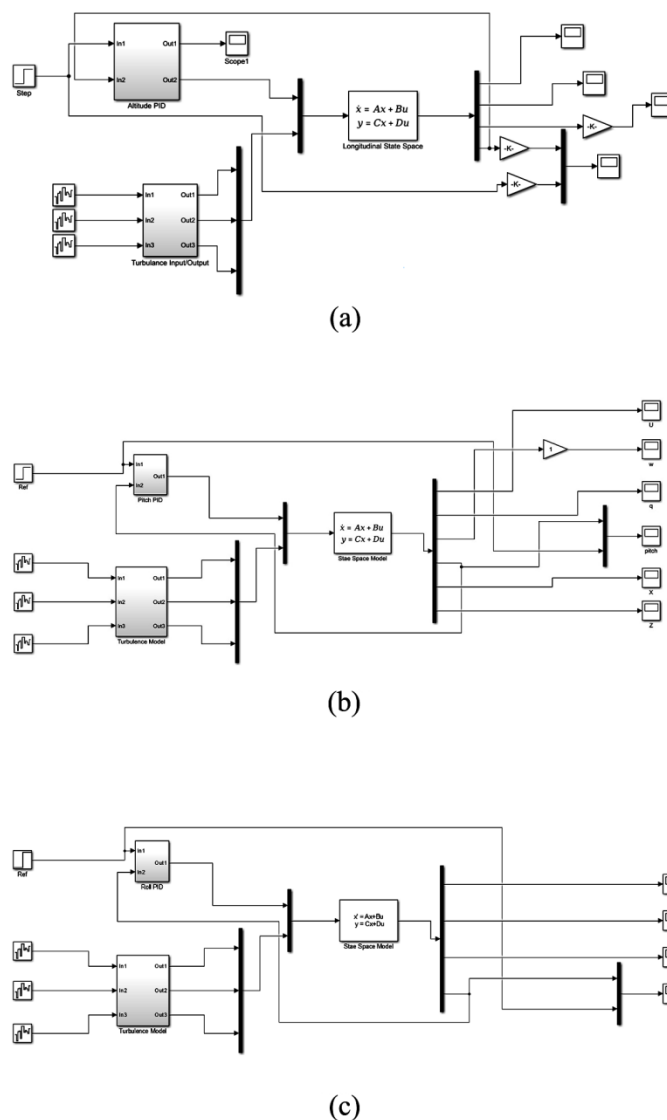 In1
In2
Out1
Out2
Altitude PID
Scope1
Step
ẋ = Ax + Bu
y = Cx + Du
Longitudinal State Space
-K-
-K-
-K-
In1
In2
In3
Out1
Out2
Out3
Turbulance Input/Output
(a)
Ref
In1
In2
Out1
Pitch PID
ẋ = Ax + Bu
y = Cx + Du
Stae Space Model
1
U
w
q
pitch
X
Z
In1
In2
In3
Out1
Out2
Out3
Turbulence Model
(b)
Ref
In1
In2
Out1
Roll PID
x' = Ax+Bu
y = Cx+Du
Stae Space Model
In1
In2
In3
Out1
Out2
Out3
Turbulence Model
(c)